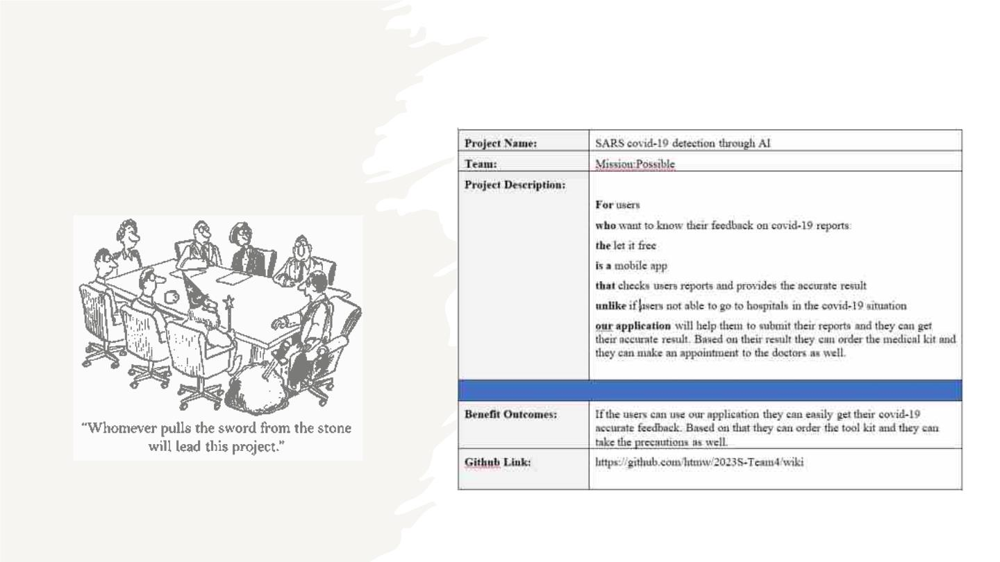 “Whomever pulls the sword from the stone
will lead this project.”
Project Name: SARS covid-19 detection through AI
Team: Mission:Possible
Project Description:
For users
who want to know their feedback on covid-19 reports.
the let it free
is a mobile app
that checks users reports and provides the accurate result
unlike if users not able to go to hospitals in the covid-19 situation
our application will help them to submit their reports and they can get
their accurate result. Based on their result they can order the medical kit and
they can make an appointment to the doctors as well.
Benefit Outcomes: If the users can use our application they can easily get their covid-19
accurate feedback. Based on that they can order the tool kit and they can
take the precautions as well.
Github Link: https://github.com/htmw/2023S-Team4/wiki